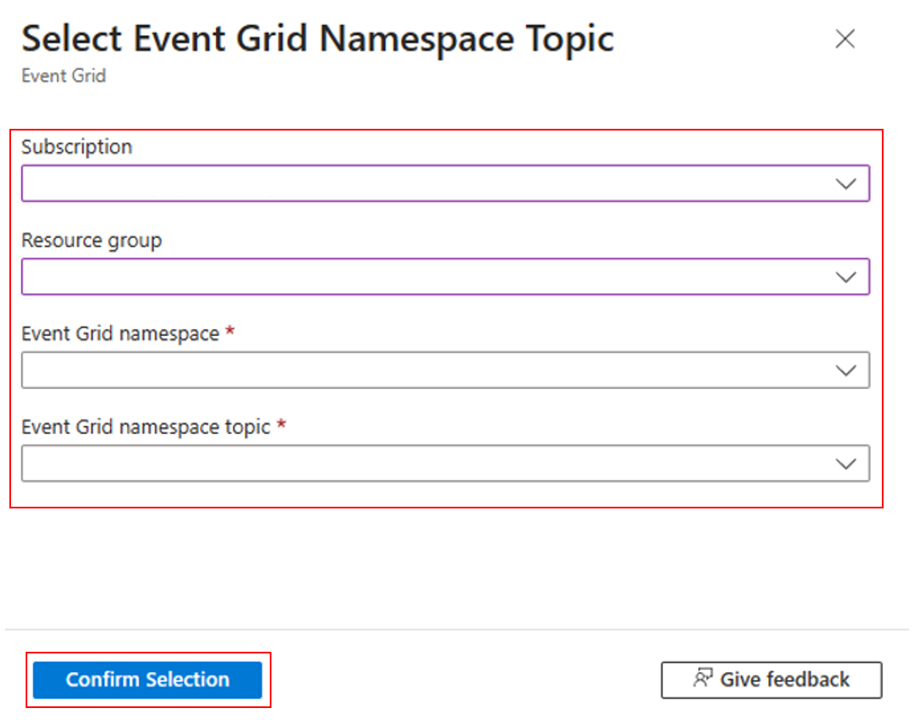 Select Event Grid Namespace Topic
Event Grid
Subscription
Resource group
Event Grid namespace *
Event Grid namespace topic *
Confirm Selection
Give feedback